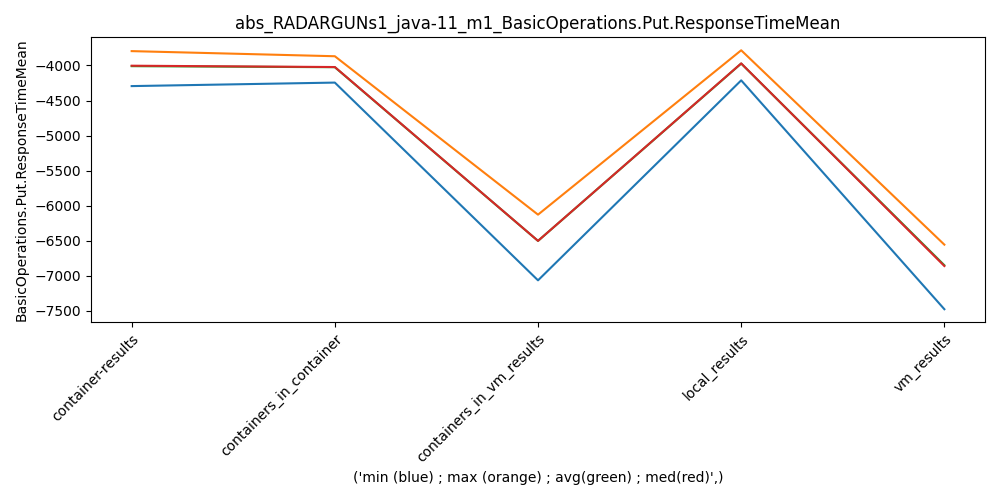 abs_RADARGUNs1_java-11_m1_BasicOperations.Put.ResponseTimeMean
BasicOperations.Put.ResponseTimeMean
−4000
−4500
−5000
−5500
−6000
−6500
−7000
−7500
container-results
containers_in_container
containers_in_vm_results
local_results
vm_results
('min (blue) ; max (orange) ; avg(green) ; med(red)',)